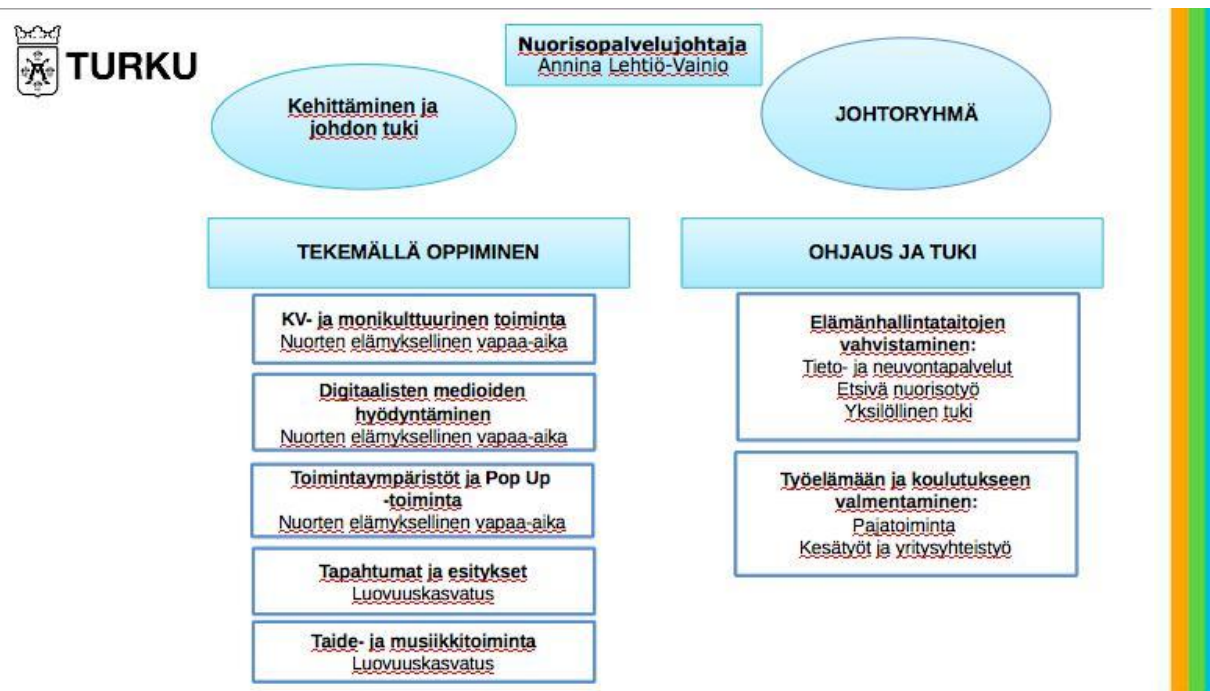 TURKU
Nuorisopalvelujohtaja
Annina Lehtiö-Vainio
Kehittäminen ja
johdon tuki
JOHTORYHMÄ
TEKEMÄLLÄ OPPIMINEN
KV- ja monikulttuurinen toiminta
Nuorten elämyksellinen vapaa-aika
Digitaalisten medioiden
hyödyntäminen
Nuorten elämyksellinen vapaa-aika
Toimintaympäristöt ja Pop Up
-toiminta
Nuorten elämyksellinen vapaa-aika
Tapahtumat ja esitykset
Luovuuskasvatus
Taide- ja musiikkitoiminta
Luovuuskasvatus
OHJAUS JA TUKI
Elämänhallintataitojen
vahvistaminen:
Tieto- ja neuvontapalvelut
Etsivä nuorisotyö
Yksilöllinen tuki
Työelämään ja koulutukseen
valmentaminen:
Pajatoiminta
Kesätyöt ja yritysyhteistyö